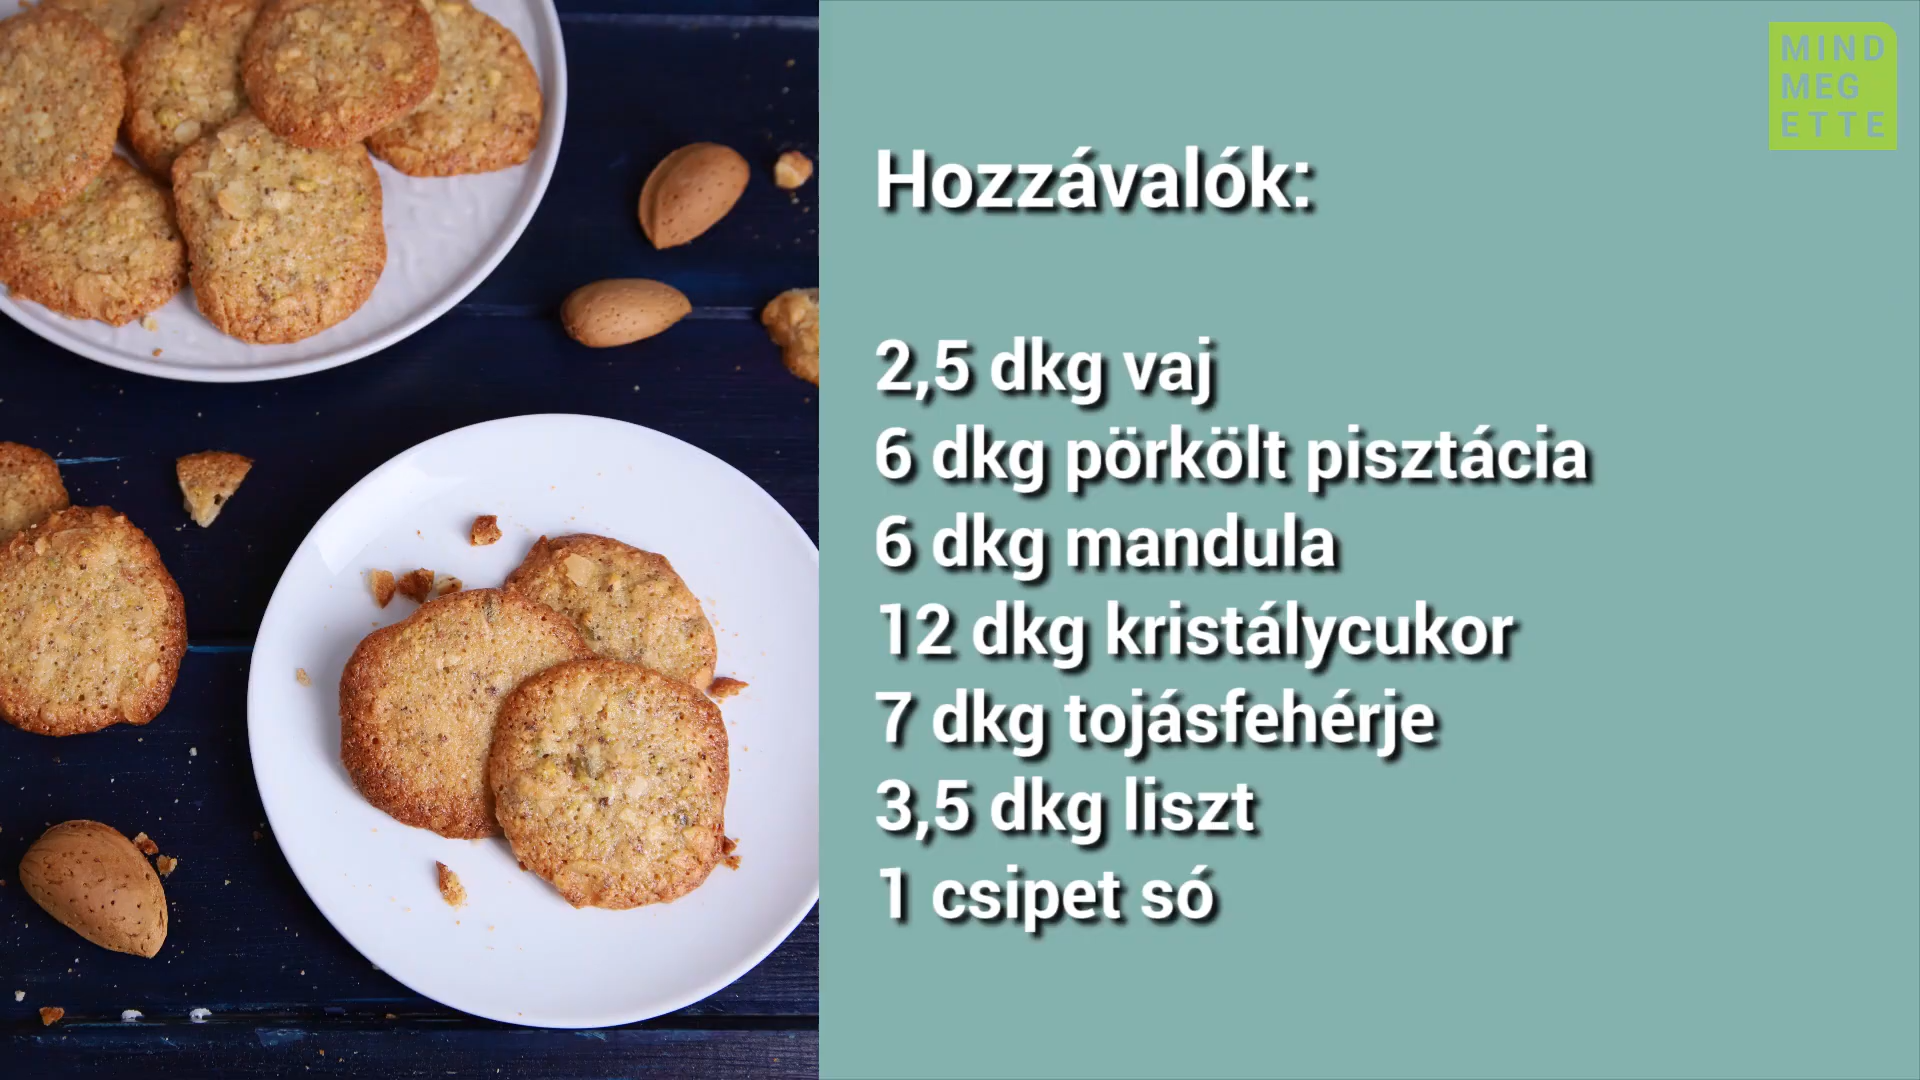 MIND
MEG
ETTE
Hozzávalók:
2,5 dkg vaj
6 dkg pörkölt pisztácia
6 dkg mandula
12 dkg kristálycukor
7 dkg tojásfehérje
3,5 dkg liszt
1 csipet só